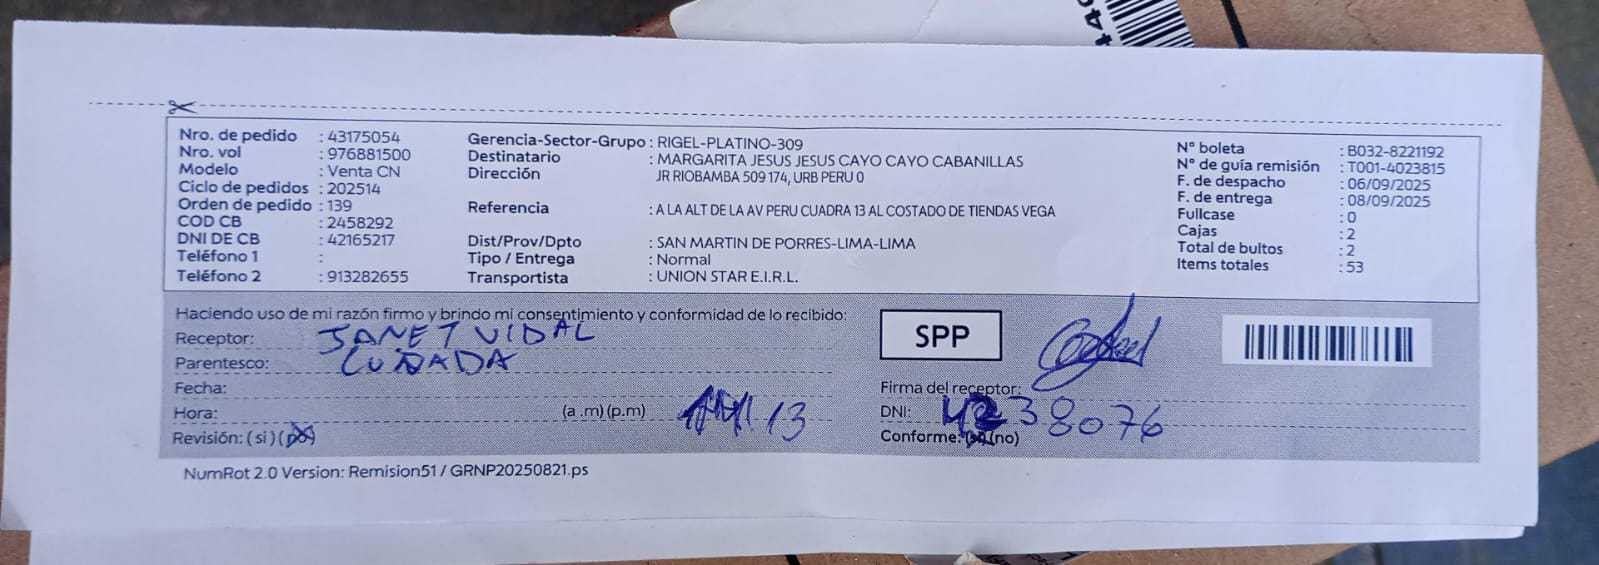 Nro. de pedido : 43175054
Nro. vol : 976881500
Modelo : Venta CN
Ciclo de pedidos : 202514
Orden de pedido : 139
COD CB : 2458292
DNI DE CB : 42165217
Teléfono 1 :
Teléfono 2 : 913282655
Gerencia-Sector-Grupo : RIGEL-PLATINO-309
Destinatario : MARGARITA JESUS JESUS CAYO CAYO CABANILLAS
Dirección JR RIOBAMBA 509 174, URB PERU 0
Referencia : A LA ALT DE LA AV PERU CUADRA 13 AL COSTADO DE TIENDAS VEGA
Dist/Prov/Dpto : SAN MARTIN DE PORRES-LIMA-LIMA
Tipo / Entrega : Normal
Transportista : UNION STAR E.I.R.L.
N° boleta : B032-8221192
N° de guía remisión : T001-4023815
F. de despacho : 06/09/2025
F. de entrega : 08/09/2025
Fullcase : 0
Cajas : 2
Total de bultos : 2
Items totales : 53
Haciendo uso de mi razón firmo y brindo mi consentimiento y conformidad de lo recibido:
Receptor: JANET VIDAL
Parentesco: CUÑADA
Fecha:
Hora: (a .m) (p.m) 13
Revisión: ( si ) ( no )
SPP
Firma del receptor:
DNI: 38076
Conforme: (si) (no)
NumRot 2.0 Version: Remision51 / GRNP20250821.ps